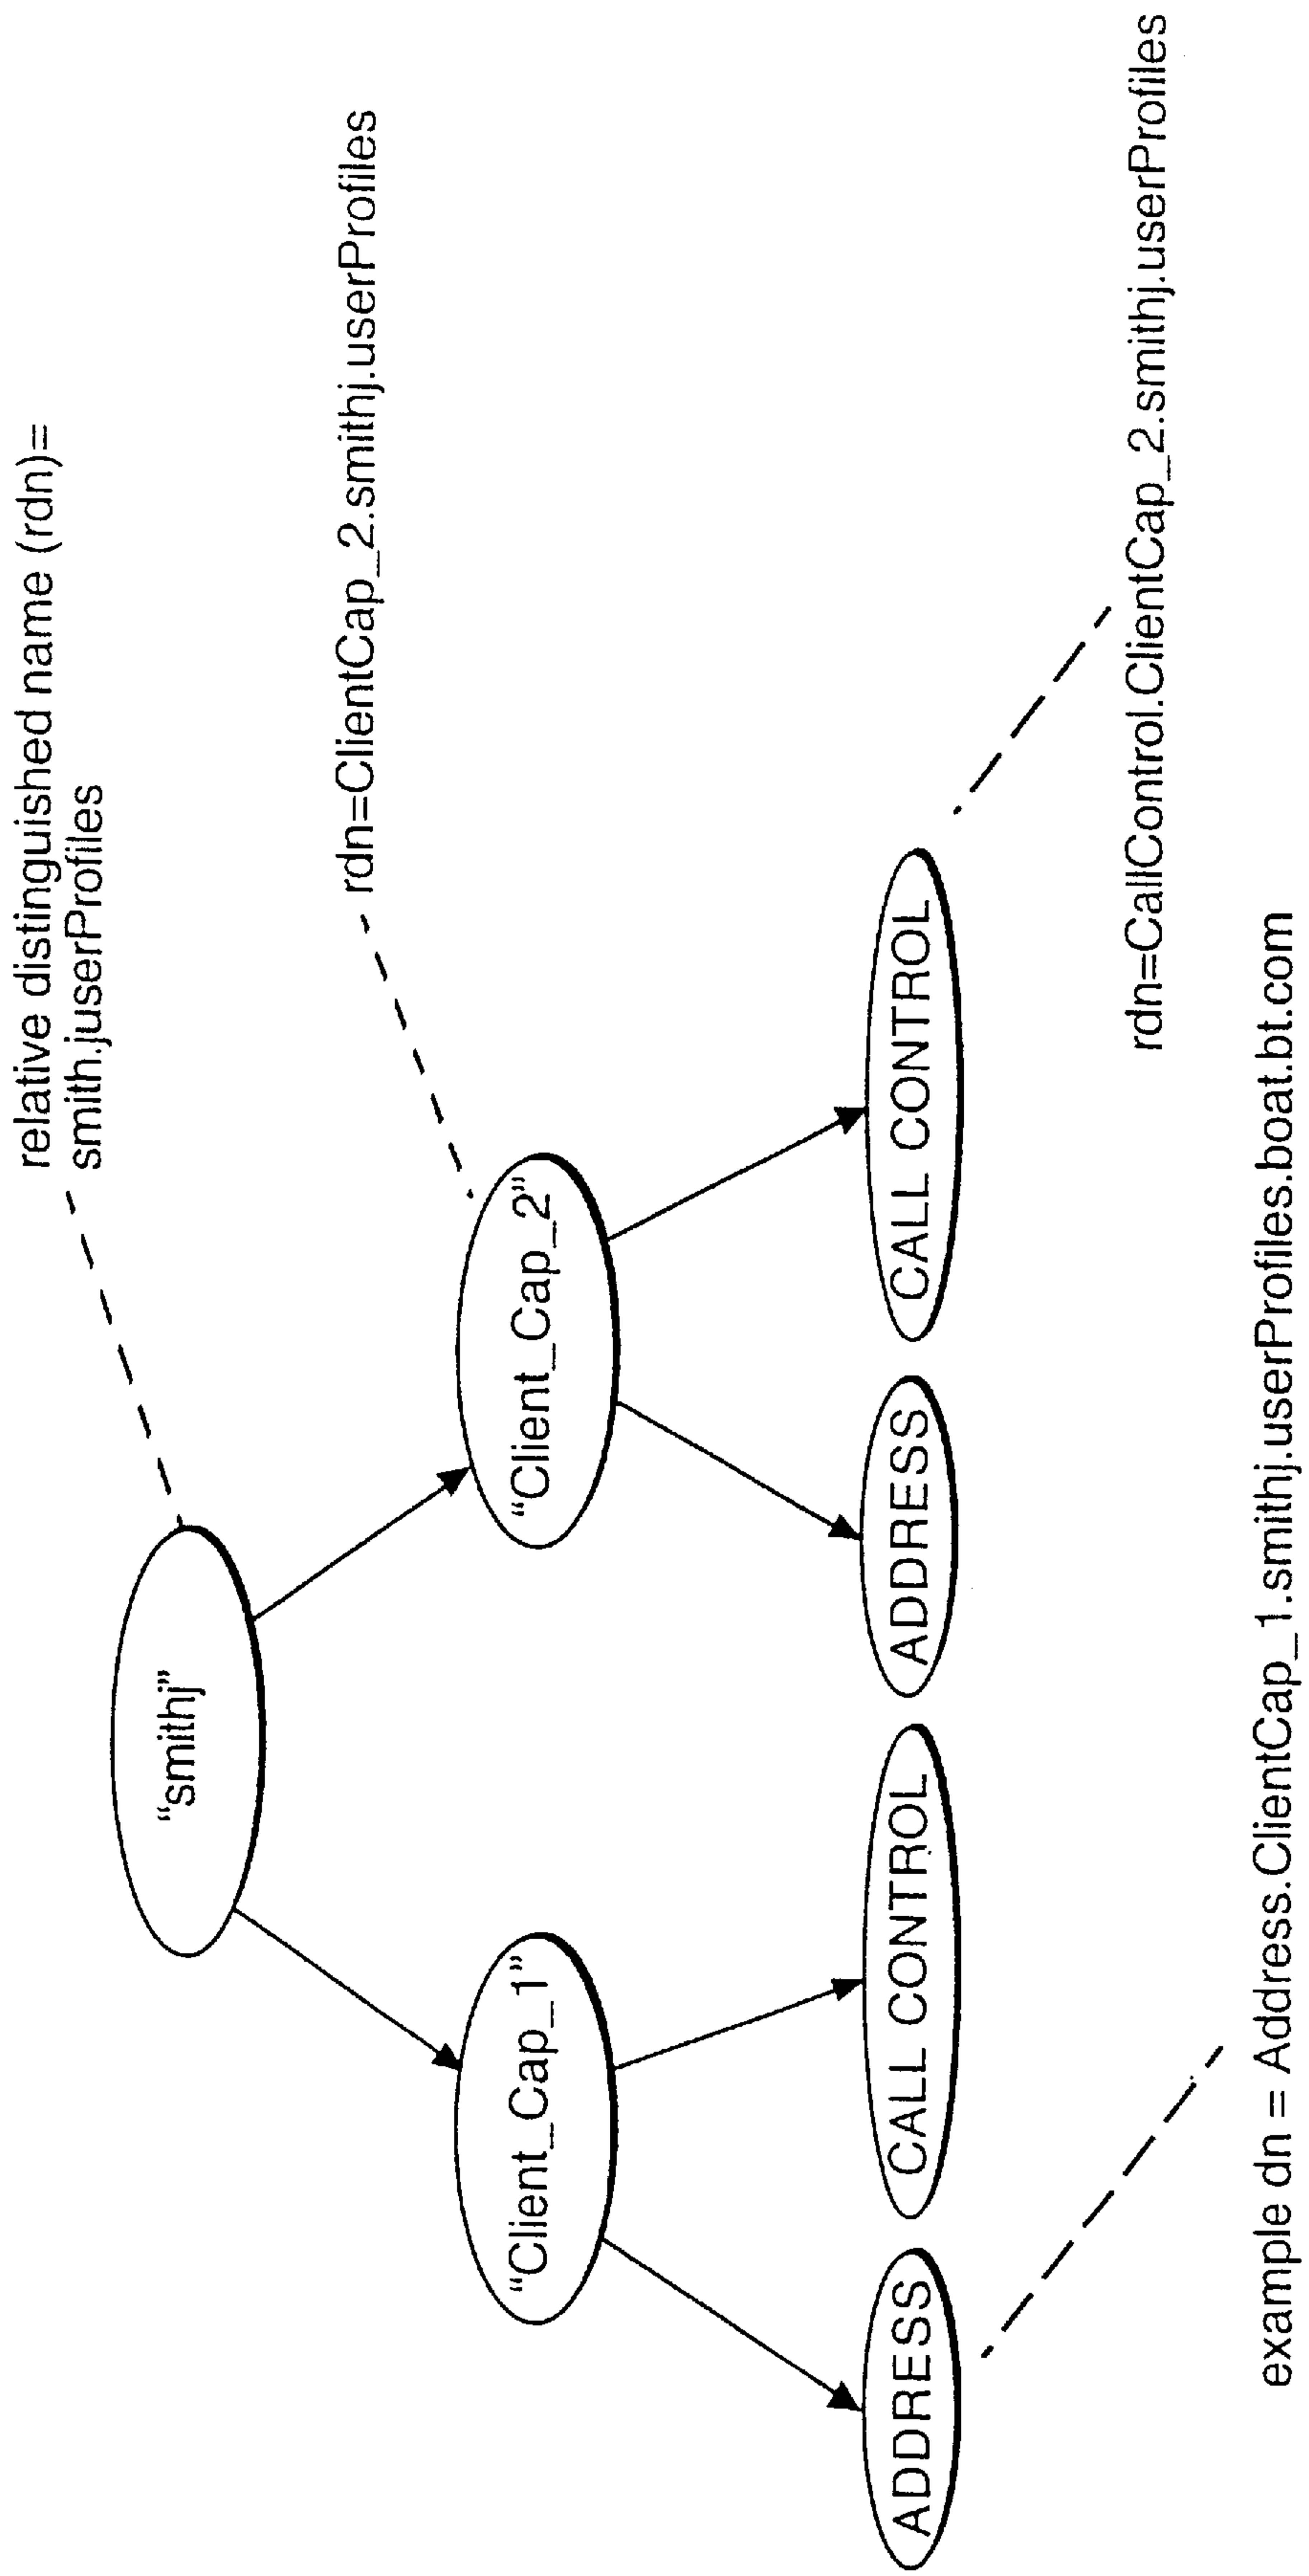 relative distinguished name (rdn)=
smith.juserProfiles
“smithj”
rdn=ClientCap_2.smithj.userProfiles
“Client_Cap_1”
“Client_Cap_2”
ADDRESS
CALL CONTROL
ADDRESS
CALL CONTROL
rdn=CallControl.ClientCap_2.smithj.userProfiles
example dn = Address.ClientCap_1.smithj.userProfiles.boat.bt.com